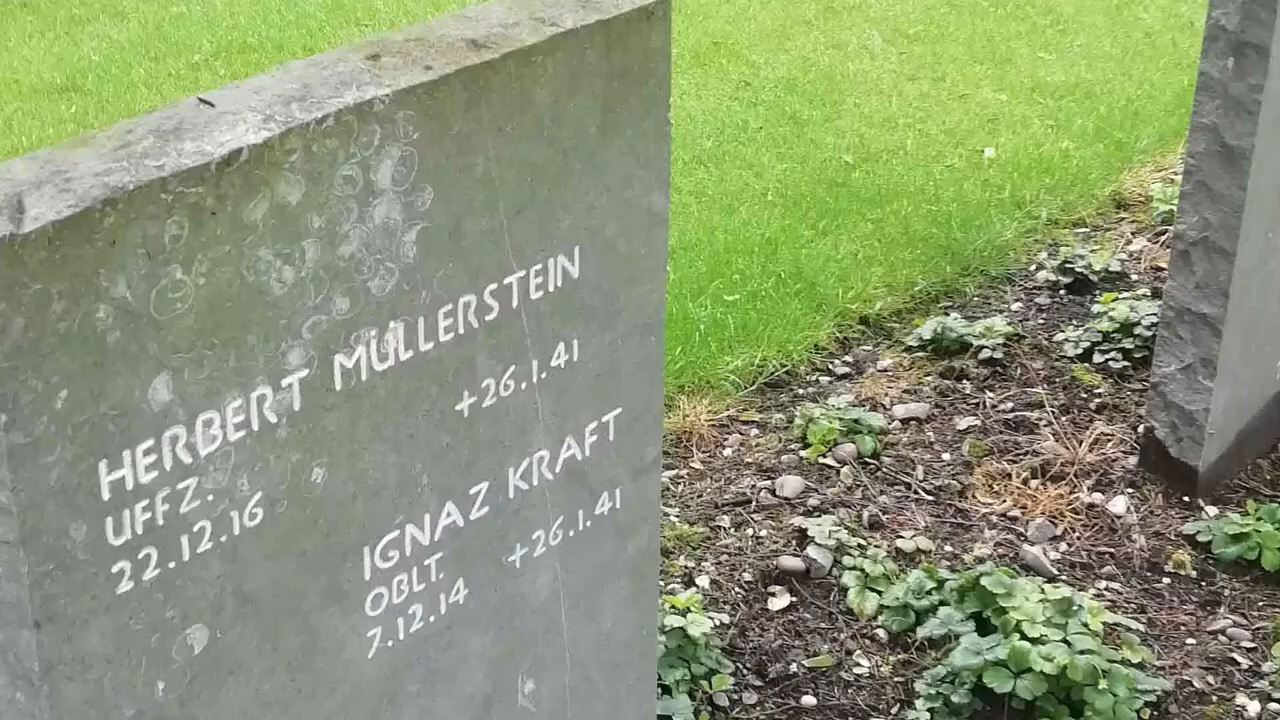 HERBERT MÜLLERSTEIN
UFFZ.
22.12.16 +26.1.41
IGNAZ KRAFT
OBLT.
7.12.14 +26.1.41